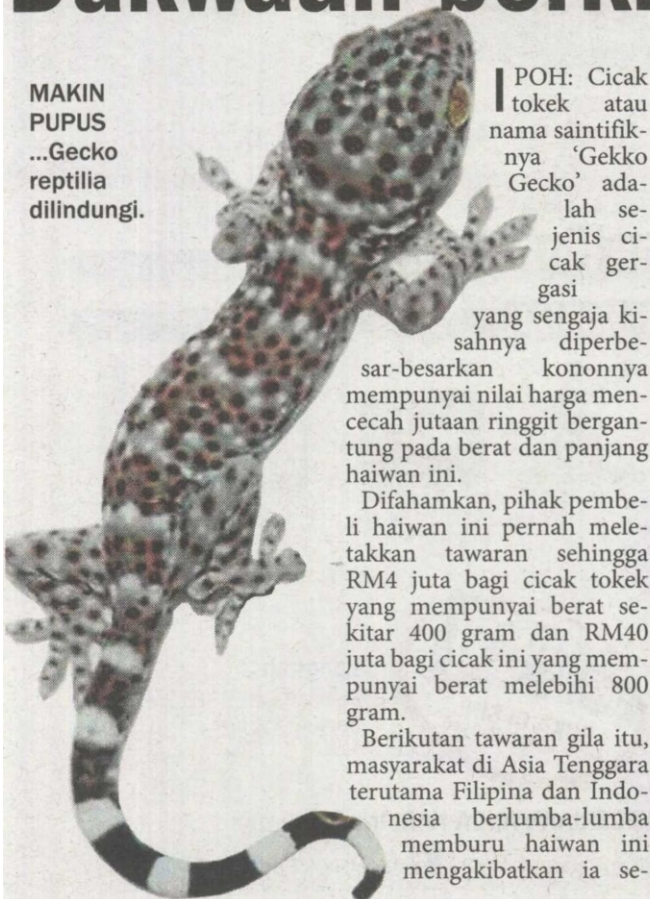 MAKIN
PUPUS
...Gecko
reptilia
dilindungi.
IPOH: Cicak
tokek atau
nama saintifik-
nya ‘Gekko
Gecko’ ada-
lah se-
jenis ci-
cak ger-
gasi
yang sengaja ki-
sahnya diperbe-
sar-besarkan kononnya
mempunyai nilai harga men-
cecah jutaan ringgit bergan-
tung pada berat dan panjang
haiwan ini.
Difahamkan, pihak pembe-
li haiwan ini pernah mele-
takkan tawaran sehingga
RM4 juta bagi cicak tokek
yang mempunyai berat se-
kitar 400 gram dan RM40
juta bagi cicak ini yang mem-
punyai berat melebihi 800
gram.
Berikutan tawaran gila itu,
masyarakat di Asia Tenggara
terutama Filipina dan Indo-
nesia berlumba-lumba
memburu haiwan ini
mengakibatkan ia se-